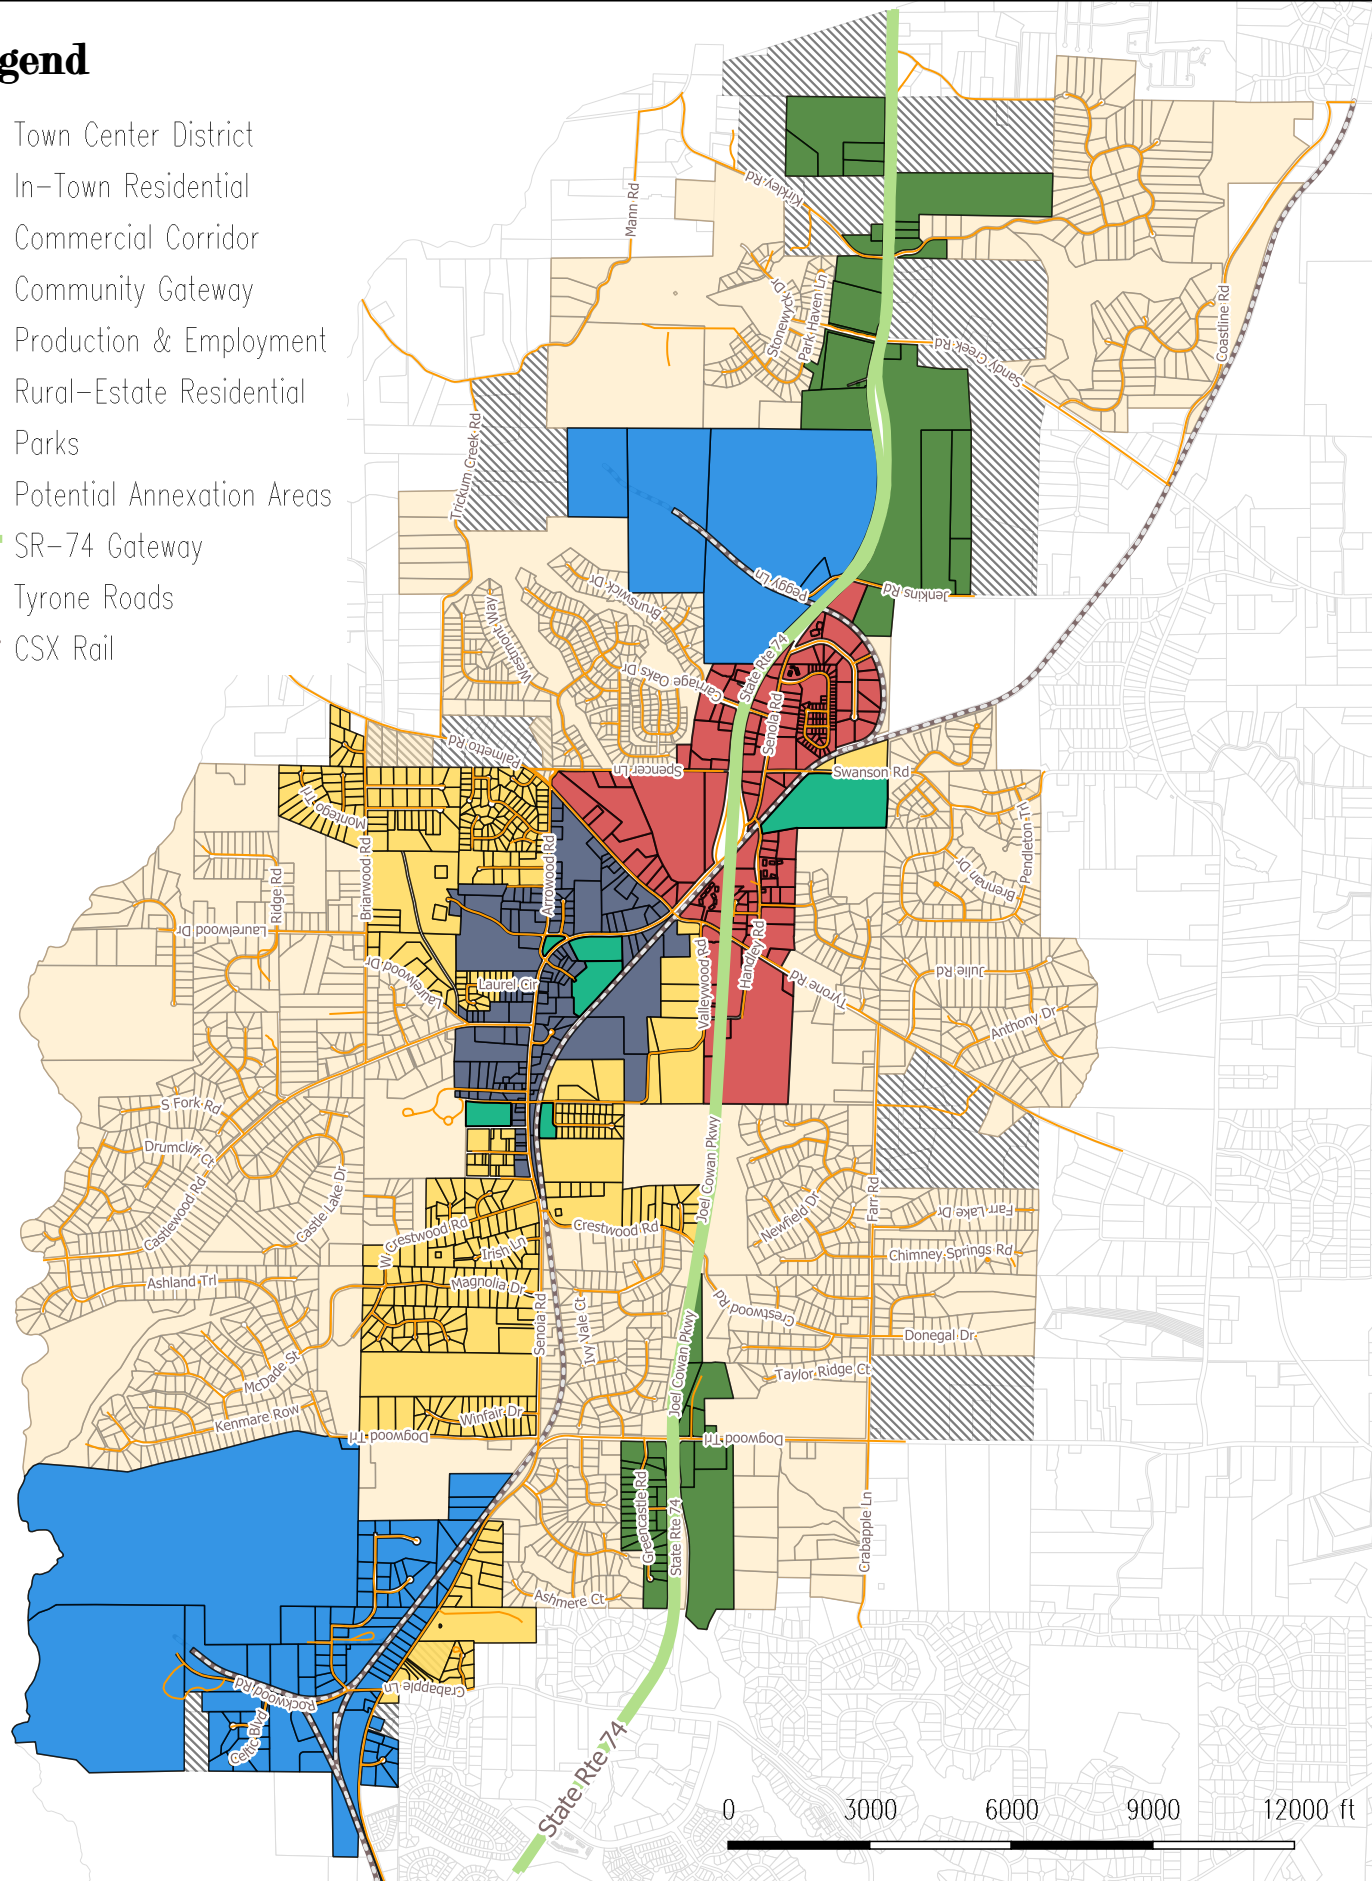 gend
Town Center District
In-Town Residential
Commercial Corridor
Community Gateway
Production & Employment
Rural-Estate Residential
Parks
Potential Annexation Areas
SR-74 Gateway
Tyrone Roads
CSX Rail
Kirkley Rd
Mann Rd
Stonewyck Dr
Park Haven Ln
Sandy Creek Rd
Coastline Rd
Trickum Creek Rd
Peggy Ln
Jenkins Rd
Brunswick Dr
Westmont Way
Carriage Oaks Dr
State Rte 74
Senoia Rd
Palmetto Rd
Spencer Ln
Swanson Rd
Montego Trl
Briarwood Rd
Arrowood Rd
Pendleton Trl
Brennan Dr
Ridge Rd
Laurelwood Dr
Laurelwood Dr
Laurel Cir
Valleywood Rd
Handley Rd
Tyrone Rd
Julie Rd
Anthony Dr
S Fork Rd
Drumcliff Ct
Castlewood Rd
Castle Lake Dr
W Crestwood Rd
Irish Ln
Crestwood Rd
Joel Cowan Pkwy
Newfield Dr
Farr Rd
Farr Lake Dr
Chimney Springs Rd
Ashland Trl
Magnolia Dr
Senoia Rd
Ivy Vale Ct
Crestwood Rd
Donegal Dr
Joel Cowan Pkwy
Taylor Ridge Ct
McDade St
Kenmare Row
Winfair Dr
Dogwood Trl
Dogwood Trl
Greencastle Rd
State Rte 74
Crabapple Ln
Ashmere Ct
Rockwood Rd
Crabapple Ln
Celtic Blvd
State Rte 74
0 3000 6000 9000 12000 ft